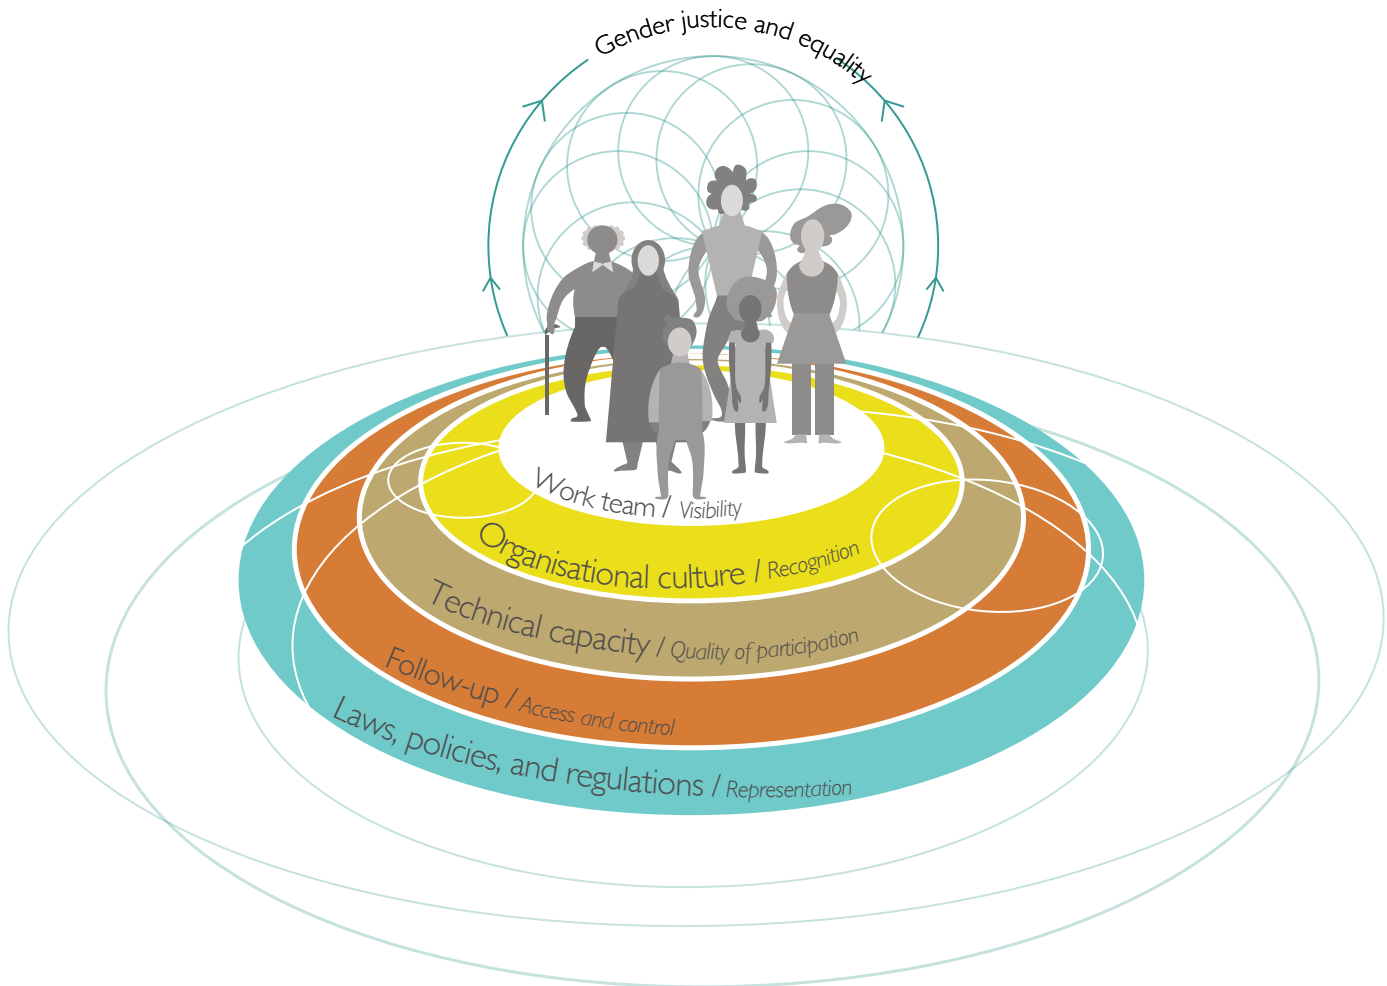 Gender justice and equality
Work team / Visibility
Organisational culture / Recognition
Technical capacity / Quality of participation
Follow-up / Access and control
Laws, policies, and regulations / Representation